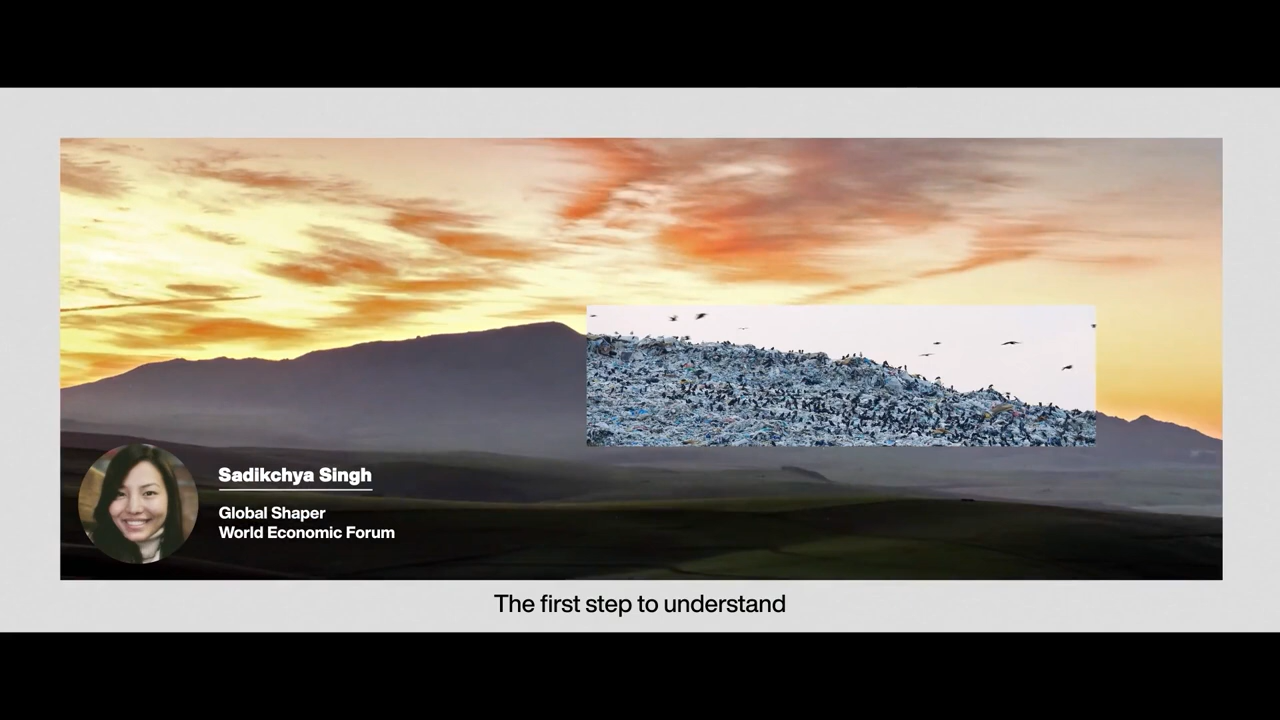 Sadikchya Singh
Global Shaper
World Economic Forum
The first step to understand